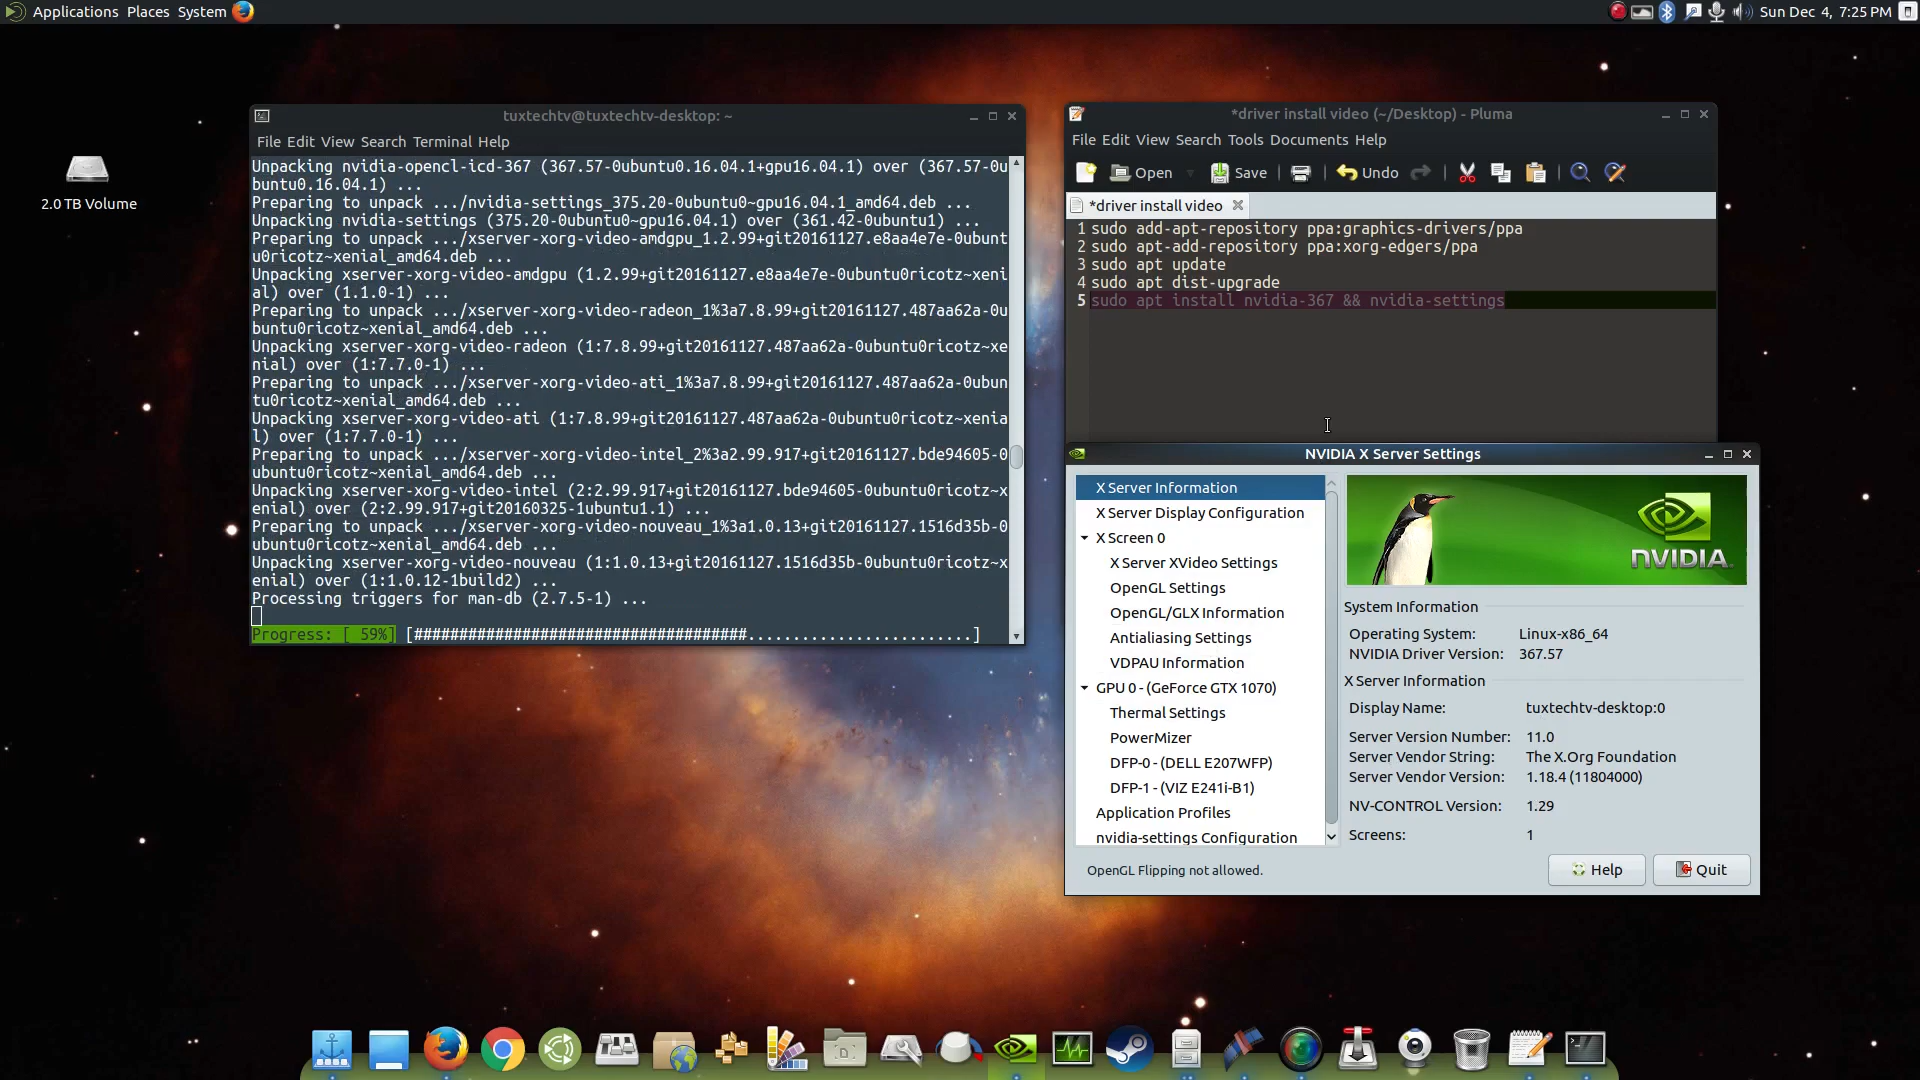 Applications Places System
Sun Dec 4, 7:25 PM
2.0 TB Volume
tuxtechtv@tuxtechtv-desktop: ~
File Edit View Search Terminal Help
Unpacking nvidia-opencl-icd-367 (367.57-0ubuntu0.16.04.1+gpu16.04.1) over (367.57-0u
buntu0.16.04.1) ...
Preparing to unpack .../nvidia-settings_375.20-0ubuntu0~gpu16.04.1_amd64.deb ...
Unpacking nvidia-settings (375.20-0ubuntu0~gpu16.04.1) over (361.42-0ubuntu1) ...
Preparing to unpack .../xserver-xorg-video-amdgpu_1.2.99+git20161127.e8aa4e7e-0ubunt
u0ricotz~xenial_amd64.deb ...
Unpacking xserver-xorg-video-amdgpu (1.2.99+git20161127.e8aa4e7e-0ubuntu0ricotz~xeni
al) over (1.1.0-1) ...
Preparing to unpack .../xserver-xorg-video-radeon_1%3a7.8.99+git20161127.487aa62a-0u
buntu0ricotz~xenial_amd64.deb ...
Unpacking xserver-xorg-video-radeon (1:7.8.99+git20161127.487aa62a-0ubuntu0ricotz~xe
nial) over (1:7.7.0-1) ...
Preparing to unpack .../xserver-xorg-video-ati_1%3a7.8.99+git20161127.487aa62a-0ubun
tu0ricotz~xenial_amd64.deb ...
Unpacking xserver-xorg-video-ati (1:7.8.99+git20161127.487aa62a-0ubuntu0ricotz~xenia
l) over (1:7.7.0-1) ...
Preparing to unpack .../xserver-xorg-video-intel_2%3a2.99.917+git20161127.bde94605-0
ubuntu0ricotz~xenial_amd64.deb ...
Unpacking xserver-xorg-video-intel (2:2.99.917+git20161127.bde94605-0ubuntu0ricotz~x
enial) over (2:2.99.917+git20160325-1ubuntu1.1) ...
Preparing to unpack .../xserver-xorg-video-nouveau_1%3a1.0.13+git20161127.1516d35b-0
ubuntu0ricotz~xenial_amd64.deb ...
Unpacking xserver-xorg-video-nouveau (1:1.0.13+git20161127.1516d35b-0ubuntu0ricotz~x
enial) over (1:1.0.12-1build2) ...
Processing triggers for man-db (2.7.5-1) ...
Progress: [ 59%] [#####################################.........................]
*driver install video (~/Desktop) - Pluma
File Edit View Search Tools Documents Help
Open Save Undo
*driver install video
1 sudo add-apt-repository ppa:graphics-drivers/ppa
2 sudo apt-add-repository ppa:xorg-edgers/ppa
3 sudo apt update
4 sudo apt dist-upgrade
5 sudo apt install nvidia-367 && nvidia-settings
NVIDIA X Server Settings
X Server Information
X Server Display Configuration
X Screen 0
X Server XVideo Settings
OpenGL Settings
OpenGL/GLX Information
Antialiasing Settings
VDPAU Information
GPU 0 - (GeForce GTX 1070)
Thermal Settings
PowerMizer
DFP-0 - (DELL E207WFP)
DFP-1 - (VIZ E241i-B1)
Application Profiles
nvidia-settings Configuration
NVIDIA.
System Information
Operating System: Linux-x86_64
NVIDIA Driver Version: 367.57
X Server Information
Display Name: tuxtechtv-desktop:0
Server Version Number: 11.0
Server Vendor String: The X.Org Foundation
Server Vendor Version: 1.18.4 (11804000)
NV-CONTROL Version: 1.29
Screens: 1
OpenGL Flipping not allowed.
Help Quit